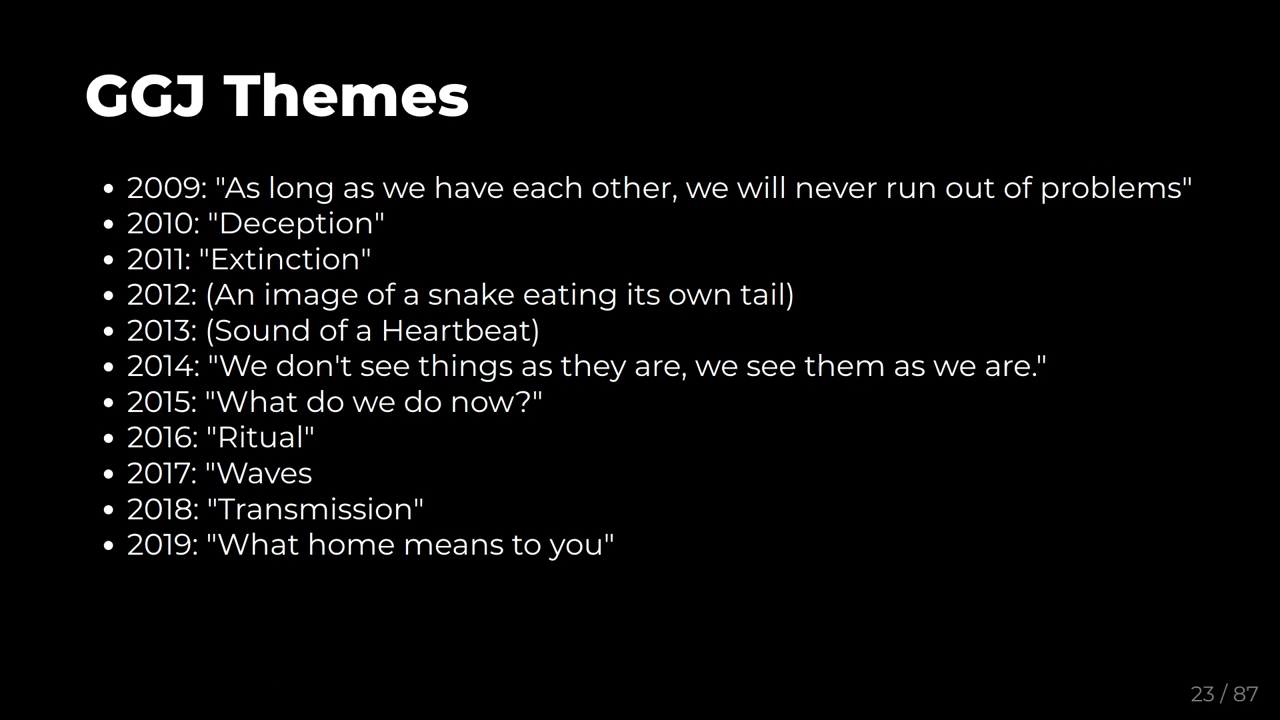 GGJ Themes
• 2009: "As long as we have each other, we will never run out of problems"
• 2010: "Deception"
• 2011: "Extinction"
• 2012: (An image of a snake eating its own tail)
• 2013: (Sound of a Heartbeat)
• 2014: "We don't see things as they are, we see them as we are."
• 2015: "What do we do now?"
• 2016: "Ritual"
• 2017: "Waves
• 2018: "Transmission"
• 2019: "What home means to you"
23 / 87